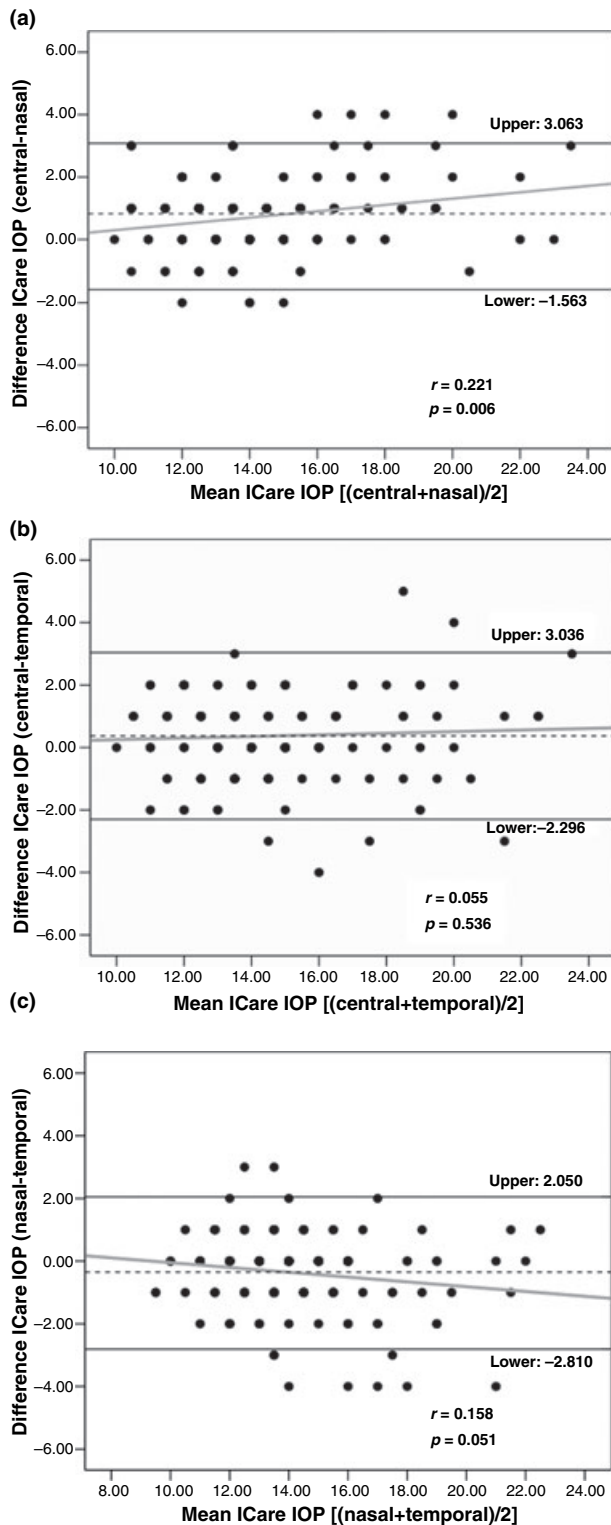 (a)
Difference ICare IOP (central-nasal)
6.00
4.00
2.00
0.00
−2.00
−4.00
−6.00
Upper: 3.063
Lower: −1.563
r = 0.221
p = 0.006
10.00 12.00 14.00 16.00 18.00 20.00 22.00 24.00
Mean ICare IOP [(central+nasal)/2]
(b)
Difference ICare IOP (central-temporal)
6.00
4.00
2.00
0.00
−2.00
−4.00
−6.00
Upper: 3.036
Lower:−2.296
r = 0.055
p = 0.536
10.00 12.00 14.00 16.00 18.00 20.00 22.00 24.00
Mean ICare IOP [(central+temporal)/2]
(c)
Difference ICare IOP (nasal-temporal)
6.00
4.00
2.00
0.00
−2.00
−4.00
−6.00
Upper: 2.050
Lower: −2.810
r = 0.158
p = 0.051
8.00 10.00 12.00 14.00 16.00 18.00 20.00 22.00 24.00
Mean ICare IOP [(nasal+temporal)/2]